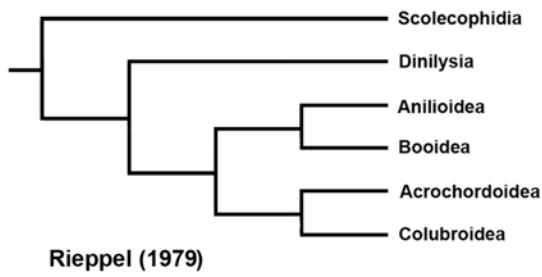 Scolecophidia
Dinilysia
Anilioidea
Booidea
Acrochordoidea
Colubroidea
Rieppel (1979)